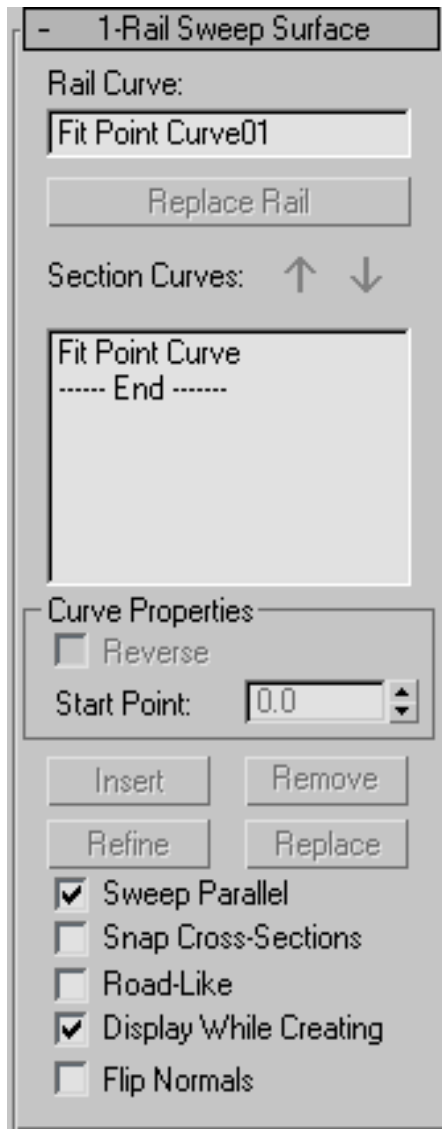 - 1-Rail Sweep Surface
Rail Curve:
Fit Point Curve01
Replace Rail
Section Curves:
Fit Point Curve
------ End -------
Curve Properties
Reverse
Start Point: 0.0
Insert Remove
Refine Replace
Sweep Parallel
Snap Cross-Sections
Road-Like
Display While Creating
Flip Normals